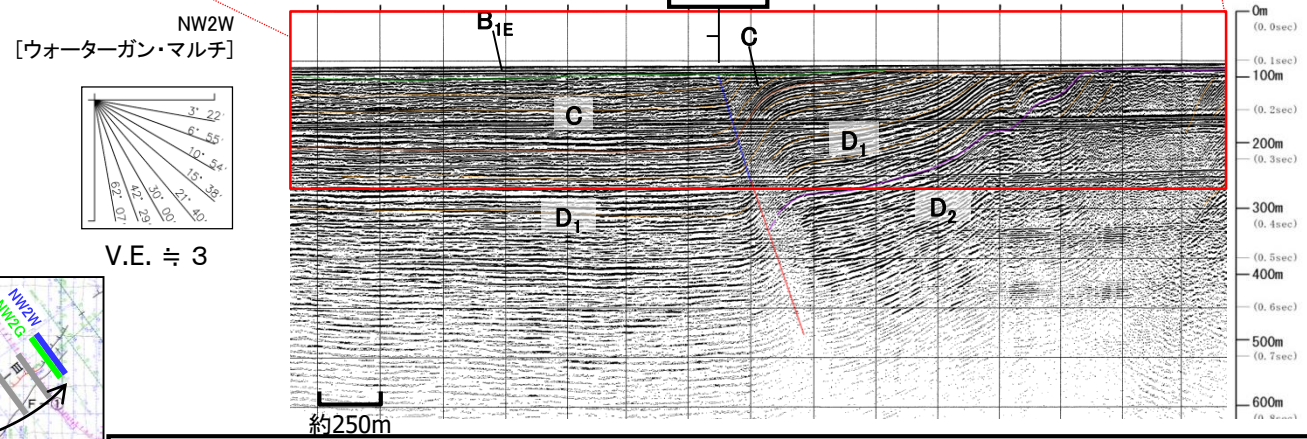 NW2W
[ウォーターガン・マルチ]
3° 22′
6° 55′
10° 54′
15° 38′
21° 40′
30° 00′
42° 29′
62° 07′
V.E. ≒ 3
NW2W
NW2G
F
①
B1E
C
C
D1
D1
D2
約250m
0m
(0.0sec)
(0.1sec)
100m
(0.2sec)
200m
(0.3sec)
300m
(0.4sec)
(0.5sec)
400m
(0.6sec)
500m
(0.7sec)
600m